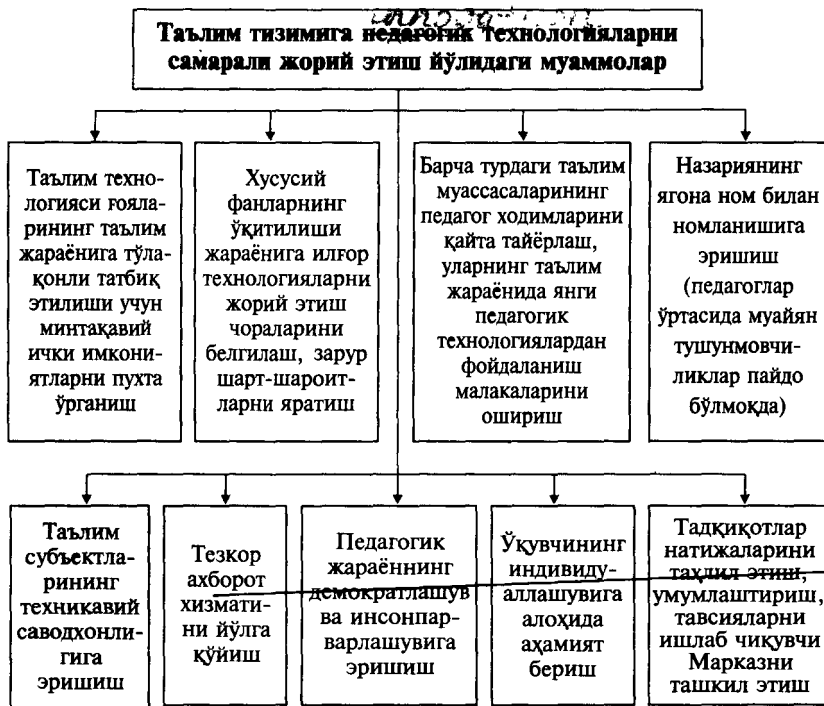 Таълим тизимига педагогик технологияларни
самарали жорий этиш йўлидаги муаммолар
Таълим техно-
логияси ғояла-
рининг таълим
жараёнига тўла-
қонли татбиқ
этилиши учун
минтақавий
ички имкони-
ятларни пухта
ўрганиш
Хусусий
фанларнинг
ўқитилиши
жараёнига илғор
технологияларни
жорий этиш
чораларини
белгилаш, зарур
шарт-шароит-
ларни яратиш
Барча турдаги таълим
муассасаларининг
педагог ходимларини
қайта тайёрлаш,
уларнинг таълим
жараёнида янги
педагогик
технологиялардан
фойдаланиш
малакаларини
ошириш
Назариянинг
ягона ном билан
номланишига
эришиш
(педагоглар
ўртасида муайян
тушунмовчи-
ликлар пайдо
бўлмоқда)
Таълим
субъектла-
рининг
техникавий
саводхонли-
гига
эришиш
Тезкор
ахборот
хизмати-
ни йўлга
қўйиш
Педагогик
жараённинг
демократлашув
ва инсонпар-
варлашувига
эришиш
Ўқувчининг
индивиду-
аллашувига
алоҳида
аҳамият
бериш
Тадқиқотлар
натижаларини
таҳлил этиш,
умумлаштириш,
тавсияларни
ишлаб чиқувчи
Марказни
ташкил этиш